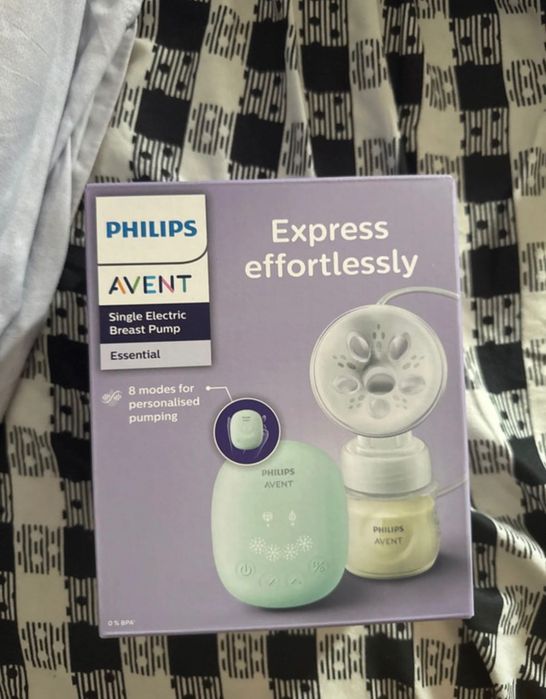 PHILIPS
AVENT
Single Electric
Breast Pump
Essential
Express
effortlessly
8 modes for
personalised
pumping
PHILIPS
AVENT
PHILIPS
AVENT
0% BPA¹